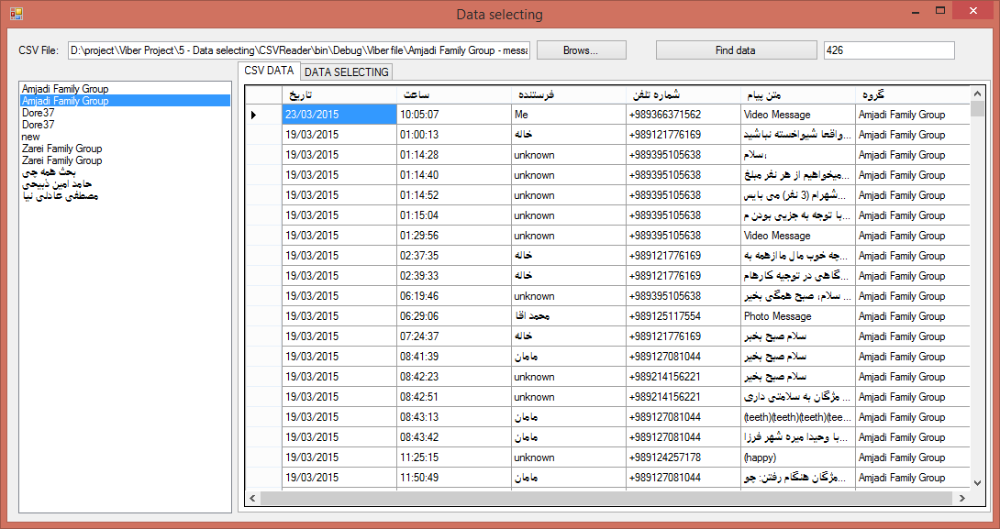 Data selecting
CSV File: D:\project\Viber Project\5 - Data selecting\CSVReader\bin\Debug\Viber file\Amjadi Family Group - messa Brows... Find data 426
CSV DATA DATA SELECTING
Amjadi Family Group
Amjadi Family Group
Dore37
Dore37
new
Zarei Family Group
Zarei Family Group
بحث همه چی
حامد امین ذبیحی
مصطفی عادلی نیا
تاریخ ساعت فرستنده شماره تلفن متن پیام گروه
23/03/2015 10:05:07 Me +989366371562 Video Message Amjadi Family Group
19/03/2015 01:00:13 خاله +989121776169 واقعا شیواخسته نباشید... Amjadi Family Group
19/03/2015 01:14:28 unknown +989395105638 سلام، Amjadi Family Group
19/03/2015 01:14:40 unknown +989395105638 میخواهیم از هر نفر مبلغ... Amjadi Family Group
19/03/2015 01:14:52 unknown +989395105638 شهرام (3 نفر) می بایس... Amjadi Family Group
19/03/2015 01:15:04 unknown +989395105638 با توجه به جزیی بودن م... Amjadi Family Group
19/03/2015 01:29:56 unknown +989395105638 Video Message Amjadi Family Group
19/03/2015 02:37:35 خاله +989121776169 چه خوب مال ماازهمه به... Amjadi Family Group
19/03/2015 02:39:33 خاله +989121776169 گاهی در توجیه کارهام... Amjadi Family Group
19/03/2015 06:19:46 unknown +989395105638 سلام، صبح همگی بخیر ... Amjadi Family Group
19/03/2015 06:29:06 محمد اقا +989125117554 Photo Message Amjadi Family Group
19/03/2015 07:24:37 خاله +989121776169 سلام صبح بخیر Amjadi Family Group
19/03/2015 08:41:39 مامان +989127081044 سلام صبح بخیر Amjadi Family Group
19/03/2015 08:42:23 unknown +989214156221 سلام صبح بخیر Amjadi Family Group
19/03/2015 08:42:51 unknown +989214156221 مژگان به سلامتی داری ... Amjadi Family Group
19/03/2015 08:43:13 مامان +989127081044 (teeth)(teeth)(teeth)(tee... Amjadi Family Group
19/03/2015 08:43:42 مامان +989127081044 با وحیدا میره شهر فرزا... Amjadi Family Group
19/03/2015 11:25:15 unknown +989124257178 (happy) Amjadi Family Group
19/03/2015 11:50:49 مامان +989127081044 مژگان هنگام رفتن: چو... Amjadi Family Group